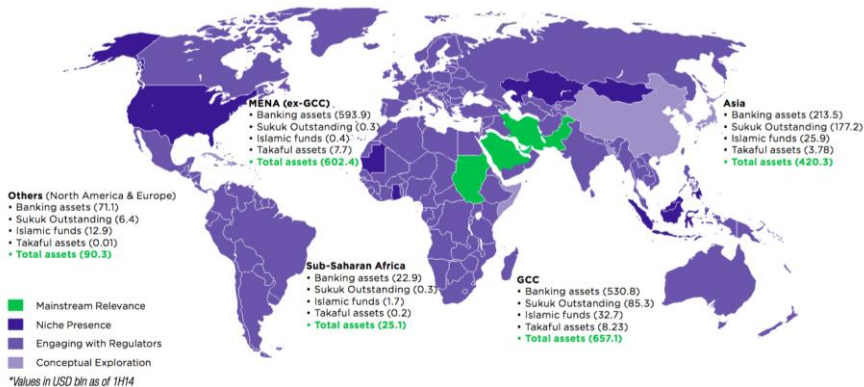 MENA (ex-GCC)
• Banking assets (593.9)
• Sukuk Outstanding (0.3)
• Islamic funds (0.4)
• Takaful assets (7.7)
• Total assets (602.4)
Asia
• Banking assets (213.5)
• Sukuk Outstanding (177.2)
• Islamic funds (25.9)
• Takaful assets (3.78)
• Total assets (420.3)
Others (North America & Europe)
• Banking assets (71.1)
• Sukuk Outstanding (6.4)
• Islamic funds (12.9)
• Takaful assets (0.01)
• Total assets (90.3)
Sub-Saharan Africa
• Banking assets (22.9)
• Sukuk Outstanding (0.3)
• Islamic funds (1.7)
• Takaful assets (0.2)
• Total assets (25.1)
GCC
• Banking assets (530.8)
• Sukuk Outstanding (85.3)
• Islamic funds (32.7)
• Takaful assets (8.23)
• Total assets (657.1)
Mainstream Relevance
Niche Presence
Engaging with Regulators
Conceptual Exploration
*Values in USD bln as of 1H14